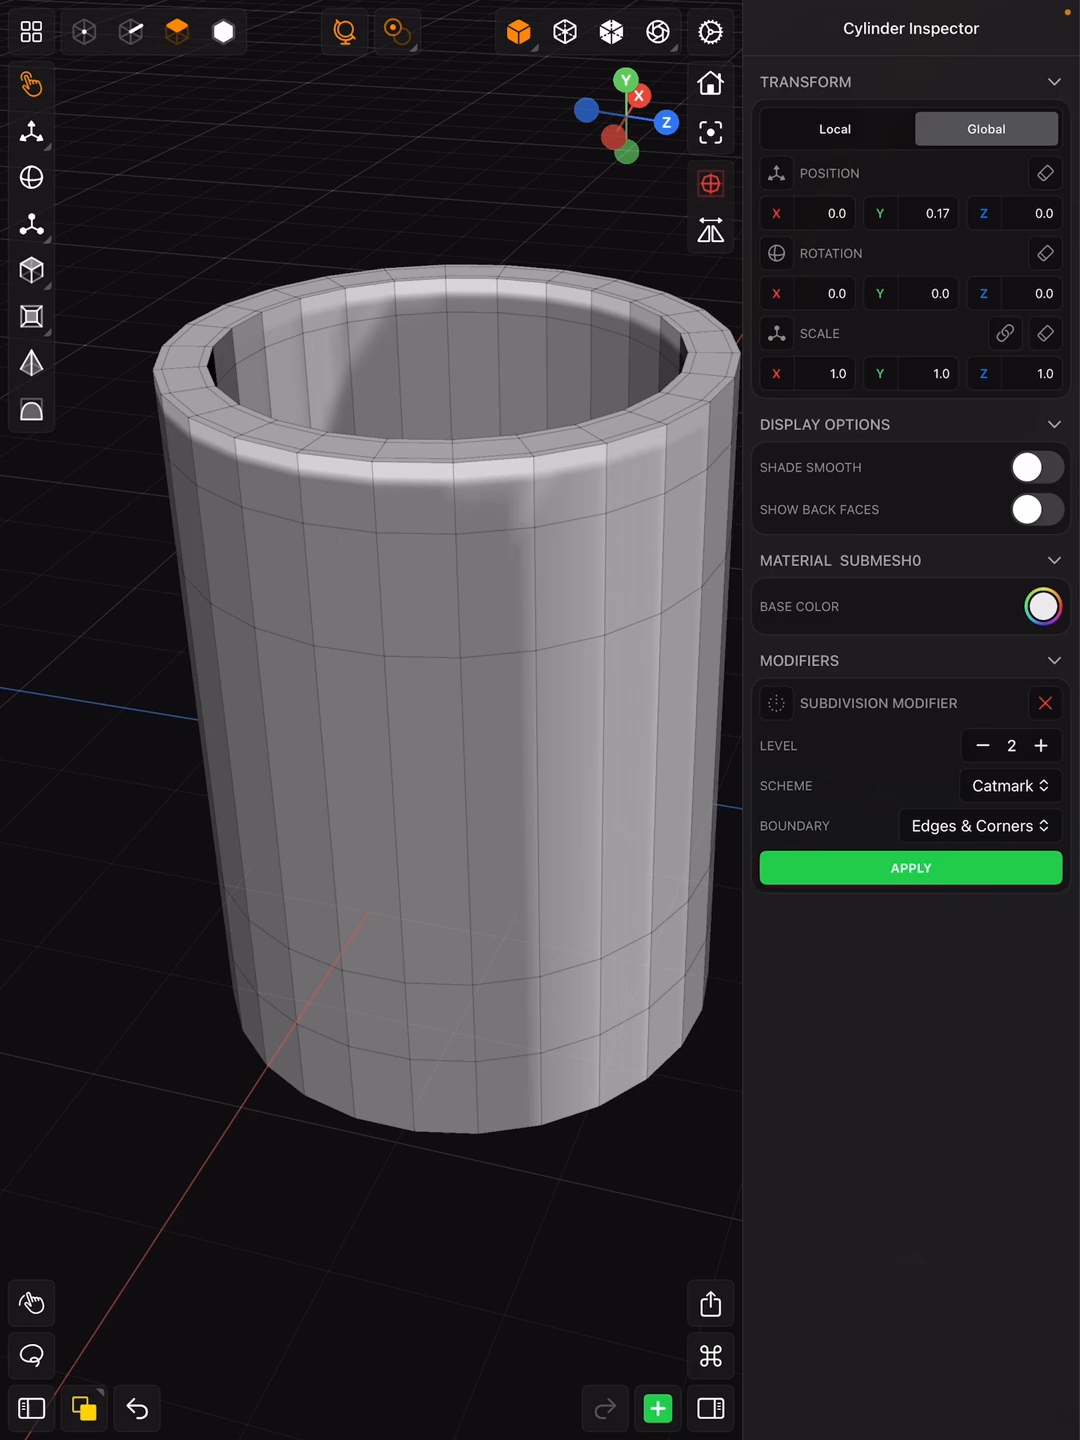 Cylinder Inspector
TRANSFORM
Local Global
POSITION
X 0.0 Y 0.17 Z 0.0
ROTATION
X 0.0 Y 0.0 Z 0.0
SCALE
X 1.0 Y 1.0 Z 1.0
DISPLAY OPTIONS
SHADE SMOOTH
SHOW BACK FACES
MATERIAL SUBMESH0
BASE COLOR
MODIFIERS
SUBDIVISION MODIFIER
LEVEL − 2 +
SCHEME Catmark
BOUNDARY Edges & Corners
APPLY
Y
X
Z